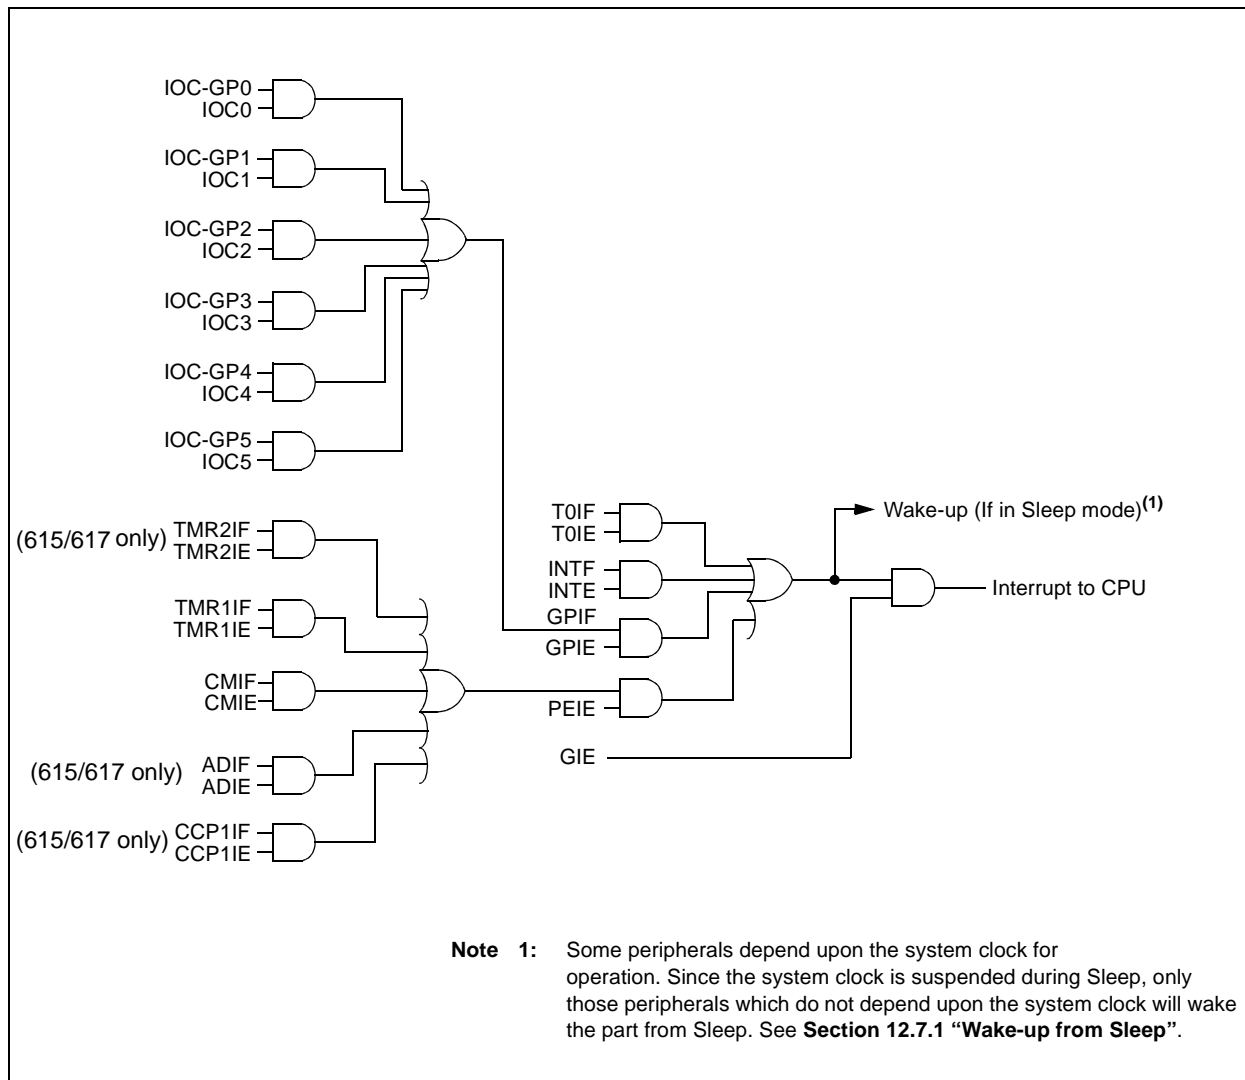 IOC-GP0
IOC0
IOC-GP1
IOC1
IOC-GP2
IOC2
IOC-GP3
IOC3
IOC-GP4
IOC4
IOC-GP5
IOC5
(615/617 only) TMR2IF
TMR2IE
TMR1IF
TMR1IE
CMIF
CMIE
(615/617 only) ADIF
ADIE
(615/617 only) CCP1IF
CCP1IE
T0IF
T0IE
INTF
INTE
GPIF
GPIE
PEIE
GIE
Wake-up (If in Sleep mode)(1)
Interrupt to CPU
Note 1: Some peripherals depend upon the system clock for
operation. Since the system clock is suspended during Sleep, only
those peripherals which do not depend upon the system clock will wake
the part from Sleep. See Section 12.7.1 “Wake-up from Sleep”.